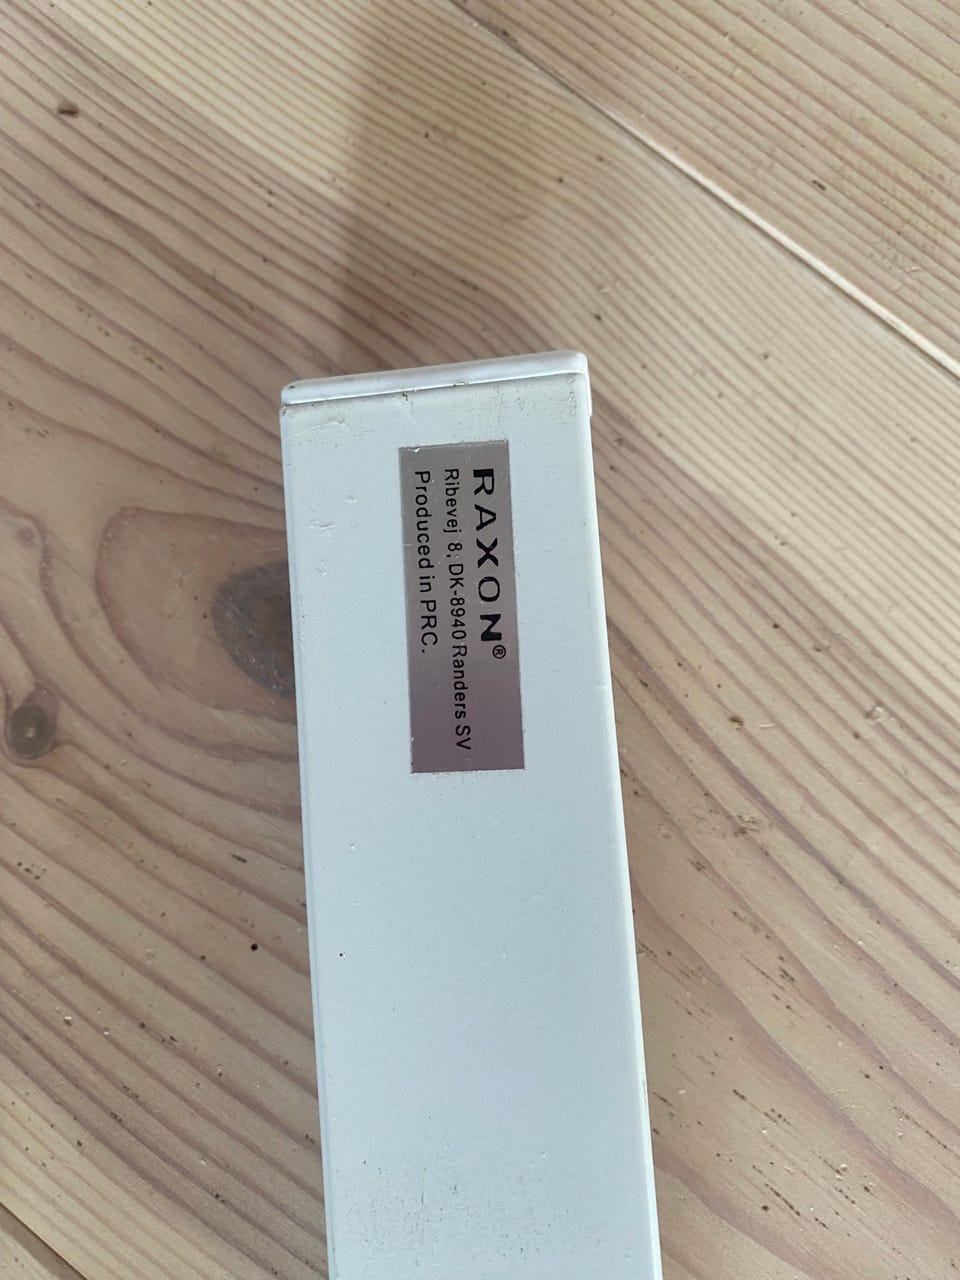 RAXON®
Ribevej 8, DK-8940 Randers SV
Produced in PRC.